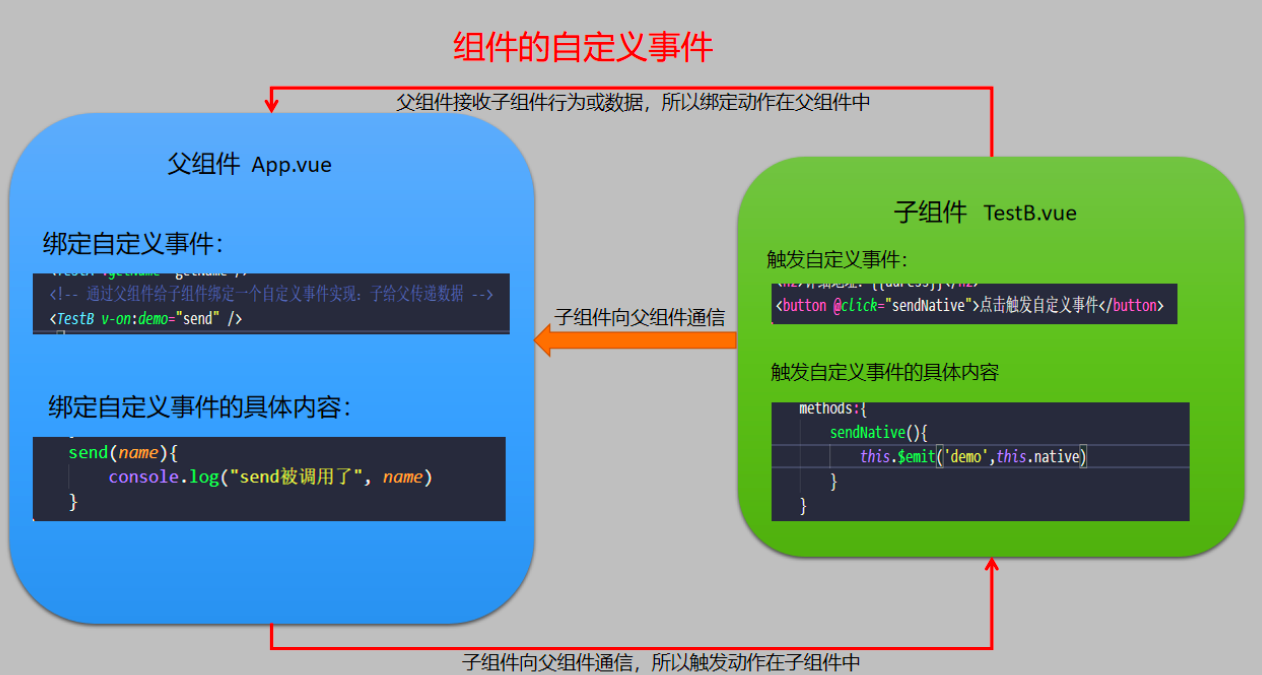 组件的自定义事件
父组件接收子组件行为或数据，所以绑定动作在父组件中
父组件 App.vue
绑定自定义事件：
<!-- 通过父组件给子组件绑定一个自定义事件实现：子给父传递数据 -->
<TestB v-on:demo="send" />
绑定自定义事件的具体内容：
send(name){
console.log("send被调用了", name)
}
子组件向父组件通信
子组件 TestB.vue
触发自定义事件：
<button @click="sendNative">点击触发自定义事件</button>
触发自定义事件的具体内容
methods:{
sendNative(){
this.$emit('demo',this.native)
}
}
子组件向父组件通信，所以触发动作在子组件中